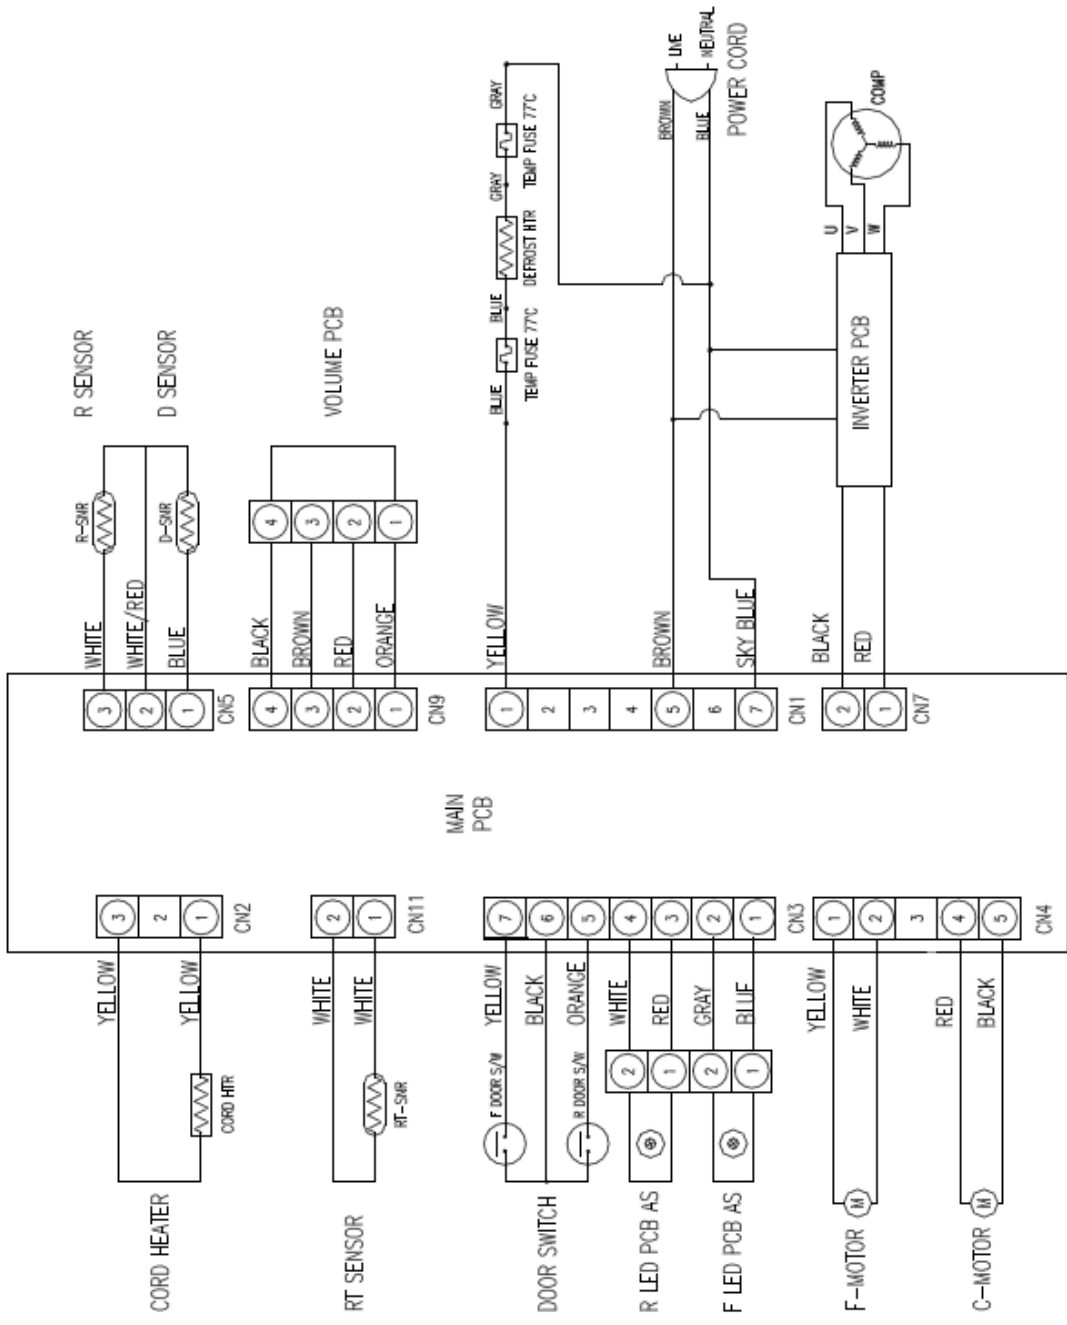 R SENSOR
D SENSOR
VOLUME PCB
R-SNR
D-SNR
WHITE
WHITE/RED
BLUE
3
2
1
CN5
4
3
2
1
BLACK
BROWN
RED
ORANGE
4
3
2
1
CN9
BLUE
TEMP FUSE 77°C
BLUE
DEFROST HTR
GRAY
TEMP FUSE 77°C
GRAY
YELLOW
LIVE
NEUTRAL
POWER CORD
BROWN
BLUE
BROWN
SKY BLUE
1
2
3
4
5
6
7
CN1
COMP
U
V
W
INVERTER PCB
BLACK
RED
2
1
CN7
MAIN
PCB
3
2
1
CN2
YELLOW
YELLOW
CORD HTR
CORD HEATER
2
1
CN11
WHITE
WHITE
RT-SNR
RT SENSOR
7
6
5
4
3
2
1
CN3
YELLOW
BLACK
ORANGE
WHITE
RED
GRAY
BLUE
F DOOR S/W
R DOOR S/W
DOOR SWITCH
2
1
2
1
R LED PCB AS
F LED PCB AS
1
2
3
4
5
CN4
YELLOW
WHITE
RED
BLACK
M
F-MOTOR
M
C-MOTOR